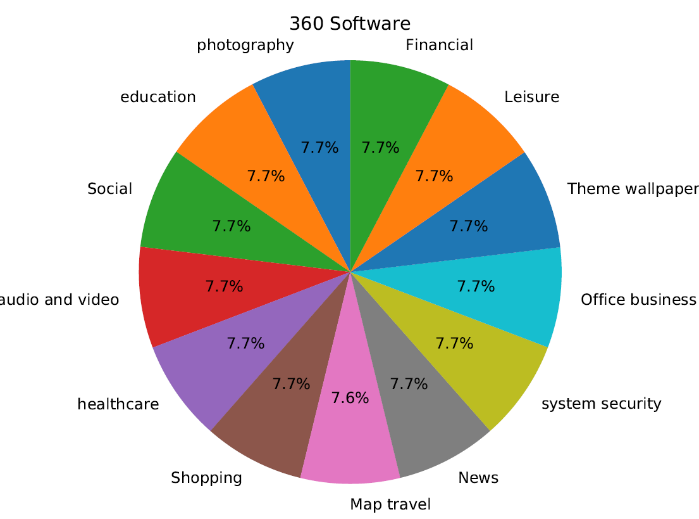 360 Software
photography
Financial
education
Leisure
Social
Theme wallpaper
audio and video
Office business
healthcare
system security
Shopping
News
Map travel
7.7%
7.7%
7.7%
7.7%
7.7%
7.7%
7.7%
7.7%
7.7%
7.7%
7.7%
7.7%
7.6%